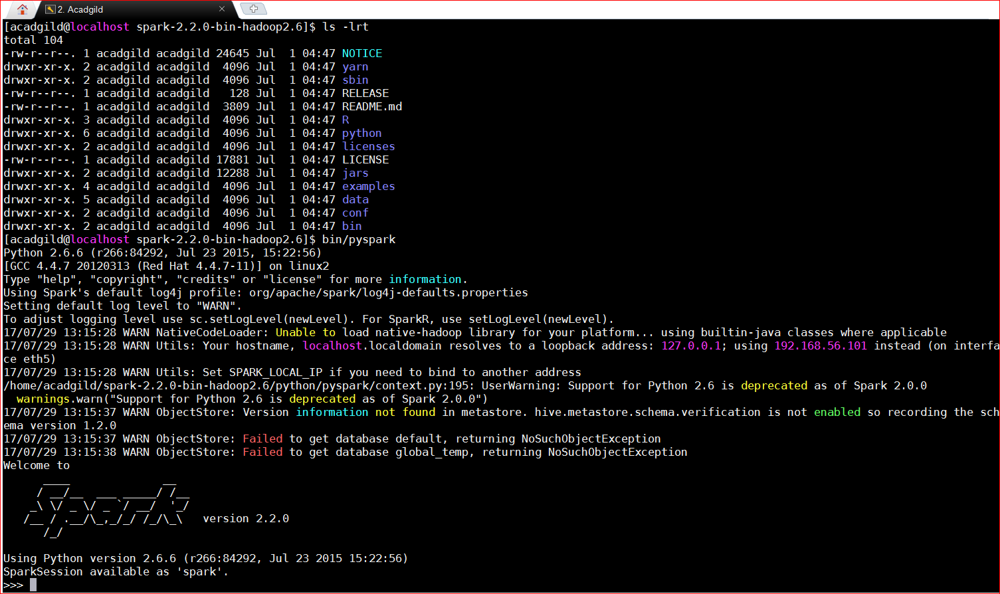 2. Acadgild
[acadgild@localhost spark-2.2.0-bin-hadoop2.6]$ ls -lrt
total 104
-rw-r--r--. 1 acadgild acadgild 24645 Jul  1 04:47 NOTICE
drwxr-xr-x. 2 acadgild acadgild  4096 Jul  1 04:47 yarn
drwxr-xr-x. 2 acadgild acadgild  4096 Jul  1 04:47 sbin
-rw-r--r--. 1 acadgild acadgild   128 Jul  1 04:47 RELEASE
-rw-r--r--. 1 acadgild acadgild  3809 Jul  1 04:47 README.md
drwxr-xr-x. 3 acadgild acadgild  4096 Jul  1 04:47 R
drwxr-xr-x. 6 acadgild acadgild  4096 Jul  1 04:47 python
drwxr-xr-x. 2 acadgild acadgild  4096 Jul  1 04:47 licenses
-rw-r--r--. 1 acadgild acadgild 17881 Jul  1 04:47 LICENSE
drwxr-xr-x. 2 acadgild acadgild 12288 Jul  1 04:47 jars
drwxr-xr-x. 4 acadgild acadgild  4096 Jul  1 04:47 examples
drwxr-xr-x. 5 acadgild acadgild  4096 Jul  1 04:47 data
drwxr-xr-x. 2 acadgild acadgild  4096 Jul  1 04:47 conf
drwxr-xr-x. 2 acadgild acadgild  4096 Jul  1 04:47 bin
[acadgild@localhost spark-2.2.0-bin-hadoop2.6]$ bin/pyspark
Python 2.6.6 (r266:84292, Jul 23 2015, 15:22:56)
[GCC 4.4.7 20120313 (Red Hat 4.4.7-11)] on linux2
Type "help", "copyright", "credits" or "license" for more information.
Using Spark's default log4j profile: org/apache/spark/log4j-defaults.properties
Setting default log level to "WARN".
To adjust logging level use sc.setLogLevel(newLevel). For SparkR, use setLogLevel(newLevel).
17/07/29 13:15:28 WARN NativeCodeLoader: Unable to load native-hadoop library for your platform... using builtin-java classes where applicable
17/07/29 13:15:28 WARN Utils: Your hostname, localhost.localdomain resolves to a loopback address: 127.0.0.1; using 192.168.56.101 instead (on interfa
ce eth5)
17/07/29 13:15:28 WARN Utils: Set SPARK_LOCAL_IP if you need to bind to another address
/home/acadgild/spark-2.2.0-bin-hadoop2.6/python/pyspark/context.py:195: UserWarning: Support for Python 2.6 is deprecated as of Spark 2.0.0
  warnings.warn("Support for Python 2.6 is deprecated as of Spark 2.0.0")
17/07/29 13:15:37 WARN ObjectStore: Version information not found in metastore. hive.metastore.schema.verification is not enabled so recording the sch
ema version 1.2.0
17/07/29 13:15:37 WARN ObjectStore: Failed to get database default, returning NoSuchObjectException
17/07/29 13:15:38 WARN ObjectStore: Failed to get database global_temp, returning NoSuchObjectException
Welcome to
      ____              __
     / __/__  ___ _____/ /__
    _\ \/ _ \/ _ `/ __/  '_/
   /__ / .__/\_,_/_/ /_/\_\   version 2.2.0
      /_/
Using Python version 2.6.6 (r266:84292, Jul 23 2015 15:22:56)
SparkSession available as 'spark'.
>>>